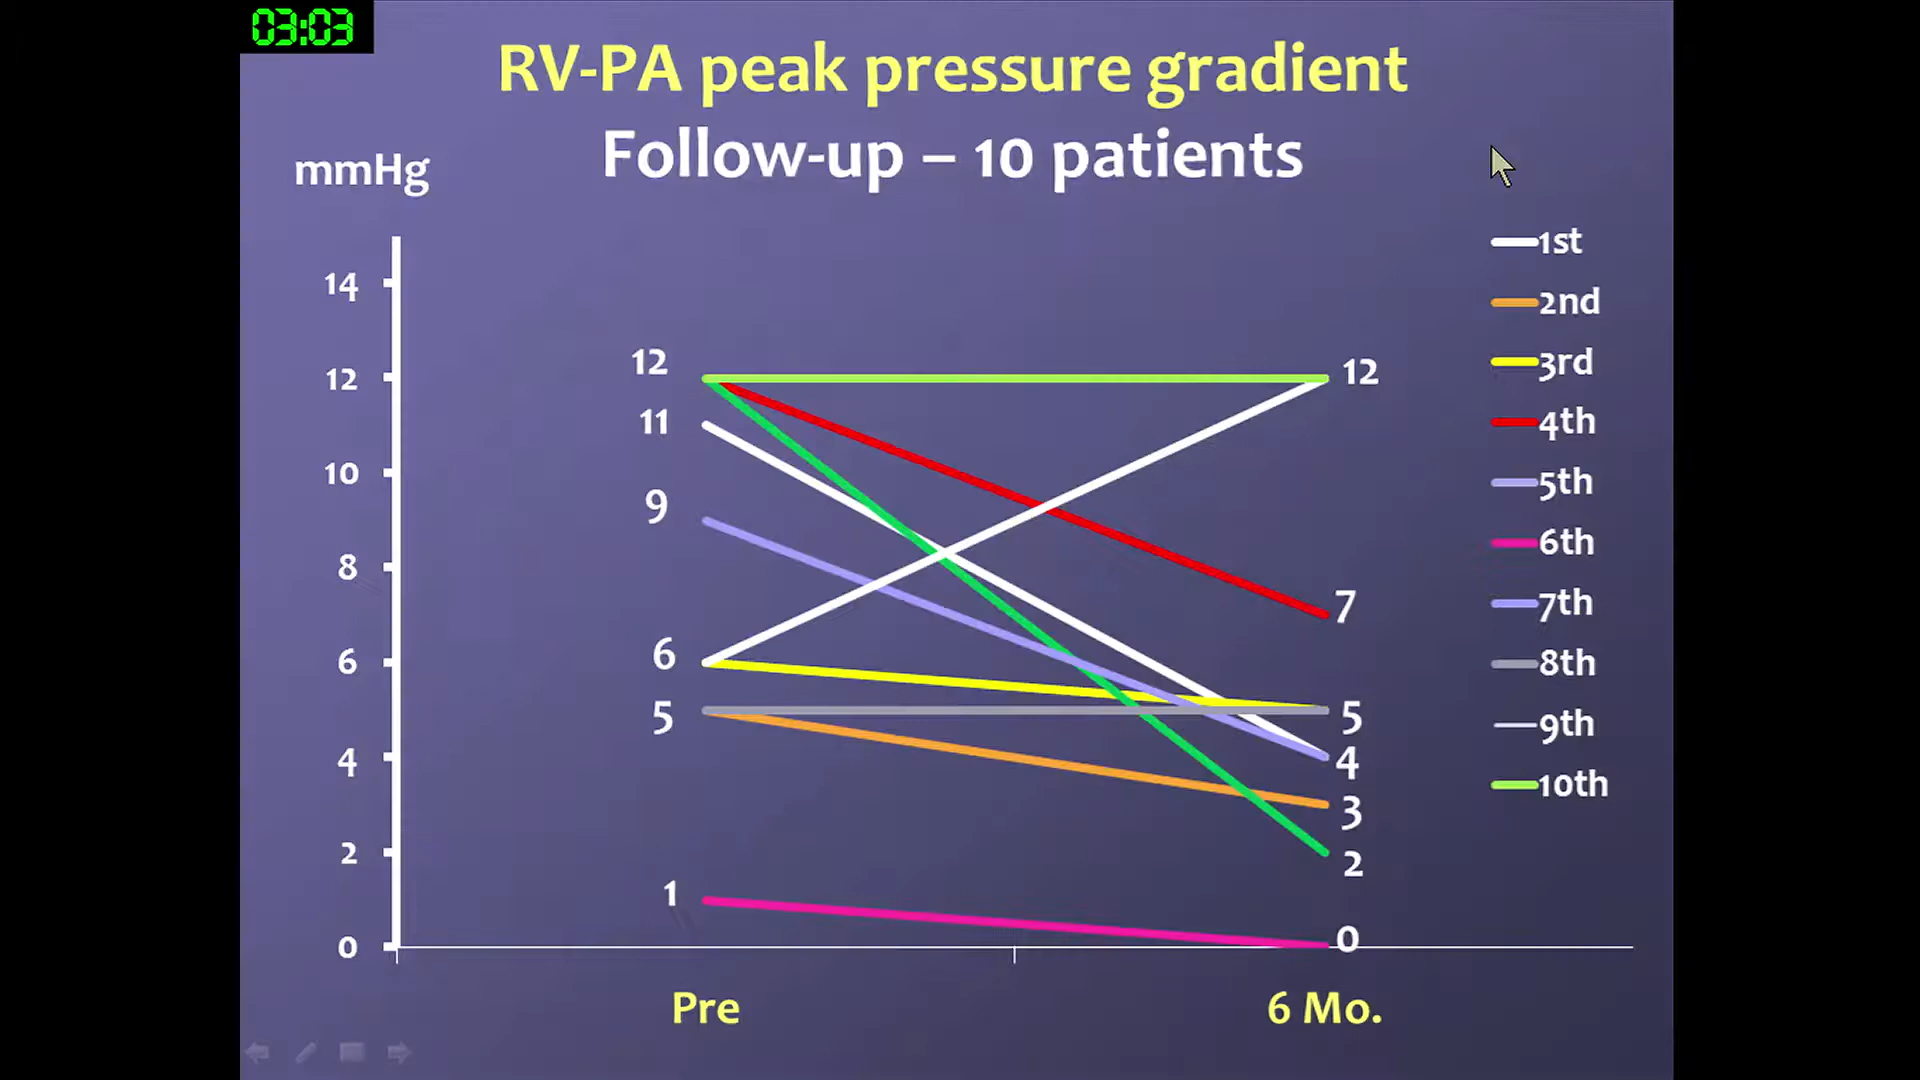 03:03
RV-PA peak pressure gradient
Follow-up – 10 patients
mmHg
14
12
10
8
6
4
2
0
12
11
9
6
5
1
12
7
5
4
3
2
0
Pre
6 Mo.
1st
2nd
3rd
4th
5th
6th
7th
8th
9th
10th